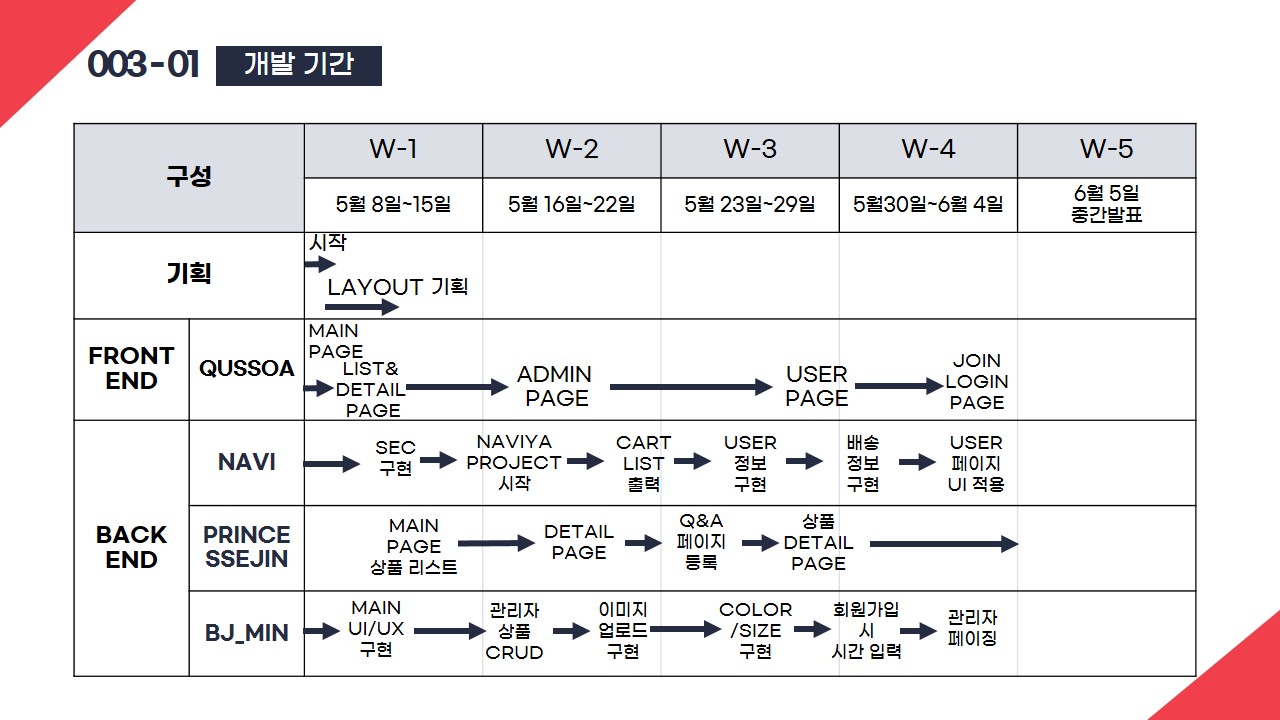 003-01 개발 기간
구성 W-1 W-2 W-3 W-4 W-5
5월 8일~15일 5월 16일~22일 5월 23일~29일 5월30일~6월 4일 6월 5일
중간발표
기획
시작
LAYOUT 기획
FRONT
END
QUSSOA
MAIN
PAGE
LIST&
DETAIL
PAGE
ADMIN
PAGE
USER
PAGE
JOIN
LOGIN
PAGE
BACK
END
NAVI
SEC
구현
NAVIYA
PROJECT
시작
CART
LIST
출력
USER
정보
구현
배송
정보
구현
USER
페이지
UI 적용
PRINCE
SSEJIN
MAIN
PAGE
상품 리스트
DETAIL
PAGE
Q&A
페이지
등록
상품
DETAIL
PAGE
BJ_MIN
MAIN
UI/UX
구현
관리자
상품
CRUD
이미지
업로드
구현
COLOR
/SIZE
구현
회원가입
시
시간 입력
관리자
페이징